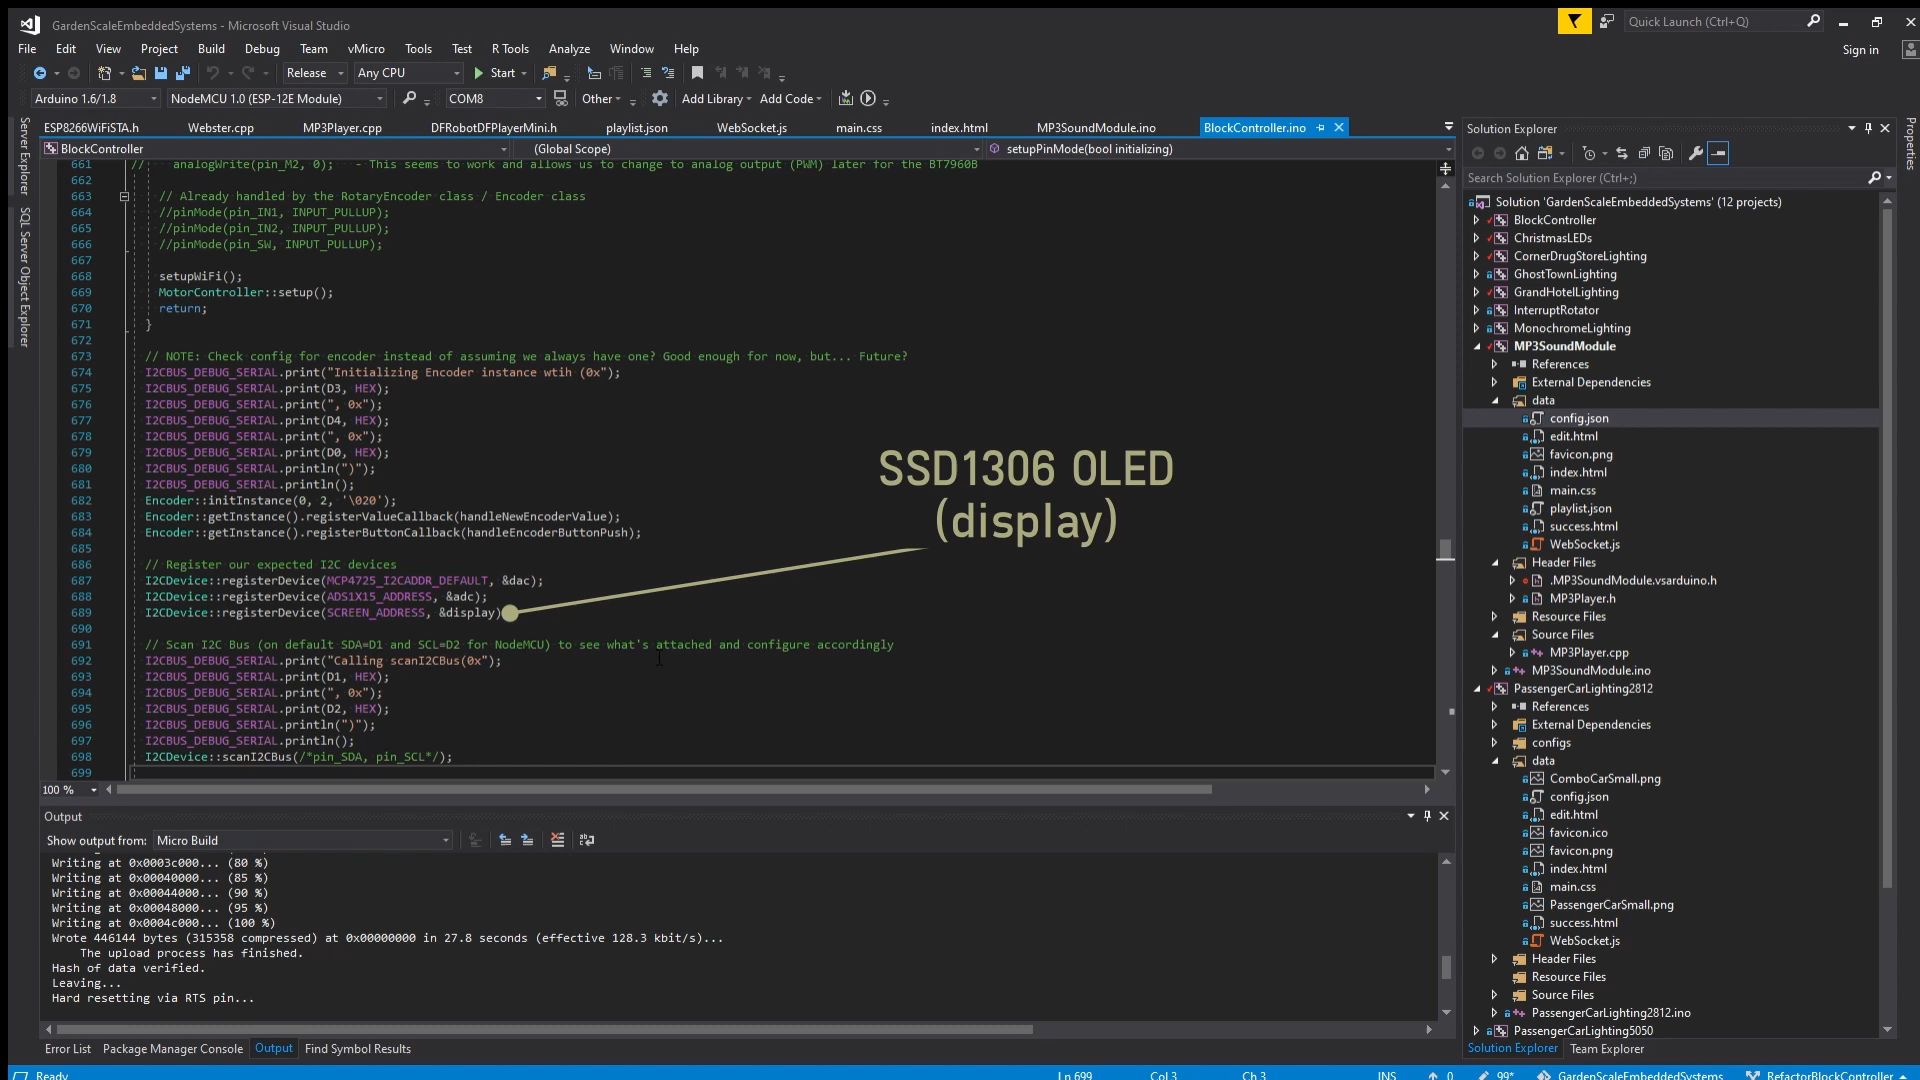 GardenScaleEmbeddedSystems - Microsoft Visual Studio
Quick Launch (Ctrl+Q)
File Edit View Project Build Debug Team vMicro Tools Test R Tools Analyze Window Help
Sign in
Release Any CPU Start
Arduino 1.6/1.8 NodeMCU 1.0 (ESP-12E Module) COM8 Other Add Library Add Code
Server Explorer
SQL Server Object Explorer
ESP8266WiFiSTA.h Webster.cpp MP3Player.cpp DFRobotDFPlayerMini.h playlist.json WebSocket.js main.css index.html MP3SoundModule.ino BlockController.ino
BlockController (Global Scope) setupPinMode(bool initializing)
661 // analogWrite(pin_M2, 0); - This seems to work and allows us to change to analog output (PWM) later for the BT7960B
662
663 // Already handled by the RotaryEncoder class / Encoder class
664 //pinMode(pin_IN1, INPUT_PULLUP);
665 //pinMode(pin_IN2, INPUT_PULLUP);
666 //pinMode(pin_SW, INPUT_PULLUP);
667
668 setupWiFi();
669 MotorController::setup();
670 return;
671 }
672
673 // NOTE: Check config for encoder instead of assuming we always have one? Good enough for now, but... Future?
674 I2CBUS_DEBUG_SERIAL.print("Initializing Encoder instance wtih (0x");
675 I2CBUS_DEBUG_SERIAL.print(D3, HEX);
676 I2CBUS_DEBUG_SERIAL.print(", 0x");
677 I2CBUS_DEBUG_SERIAL.print(D4, HEX);
678 I2CBUS_DEBUG_SERIAL.print(", 0x");
679 I2CBUS_DEBUG_SERIAL.print(D0, HEX);
680 I2CBUS_DEBUG_SERIAL.println(")");
681 I2CBUS_DEBUG_SERIAL.println();
682 Encoder::initInstance(0, 2, '\020');
683 Encoder::getInstance().registerValueCallback(handleNewEncoderValue);
684 Encoder::getInstance().registerButtonCallback(handleEncoderButtonPush);
685
686 // Register our expected I2C devices
687 I2CDevice::registerDevice(MCP4725_I2CADDR_DEFAULT, &dac);
688 I2CDevice::registerDevice(ADS1X15_ADDRESS, &adc);
689 I2CDevice::registerDevice(SCREEN_ADDRESS, &display)
690
691 // Scan I2C Bus (on default SDA=D1 and SCL=D2 for NodeMCU) to see what's attached and configure accordingly
692 I2CBUS_DEBUG_SERIAL.print("Calling scanI2CBus(0x");
693 I2CBUS_DEBUG_SERIAL.print(D1, HEX);
694 I2CBUS_DEBUG_SERIAL.print(", 0x");
695 I2CBUS_DEBUG_SERIAL.print(D2, HEX);
696 I2CBUS_DEBUG_SERIAL.println(")");
697 I2CBUS_DEBUG_SERIAL.println();
698 I2CDevice::scanI2CBus(/*pin_SDA, pin_SCL*/);
699
SSD1306 OLED
(display)
100 %
Output
Show output from: Micro Build
Writing at 0x0003c000... (80 %)
Writing at 0x00040000... (85 %)
Writing at 0x00044000... (90 %)
Writing at 0x00048000... (95 %)
Writing at 0x0004c000... (100 %)
Wrote 446144 bytes (315358 compressed) at 0x00000000 in 27.8 seconds (effective 128.3 kbit/s)...
The upload process has finished.
Hash of data verified.
Leaving...
Hard resetting via RTS pin...
Error List Package Manager Console Output Find Symbol Results
Solution Explorer
Search Solution Explorer (Ctrl+;)
Solution 'GardenScaleEmbeddedSystems' (12 projects)
BlockController
ChristmasLEDs
CornerDrugStoreLighting
GhostTownLighting
GrandHotelLighting
InterruptRotator
MonochromeLighting
MP3SoundModule
References
External Dependencies
data
config.json
edit.html
favicon.png
index.html
main.css
playlist.json
success.html
WebSocket.js
Header Files
.MP3SoundModule.vsarduino.h
MP3Player.h
Resource Files
Source Files
MP3Player.cpp
MP3SoundModule.ino
PassengerCarLighting2812
References
External Dependencies
configs
data
ComboCarSmall.png
config.json
edit.html
favicon.ico
favicon.png
index.html
main.css
PassengerCarSmall.png
success.html
WebSocket.js
Header Files
Resource Files
Source Files
PassengerCarLighting2812.ino
PassengerCarLighting5050
Solution Explorer Team Explorer
Properties
Ready Ln 699 Col 3 Ch 3 INS 0 99* GardenScaleEmbeddedSystems RefactorBlockController